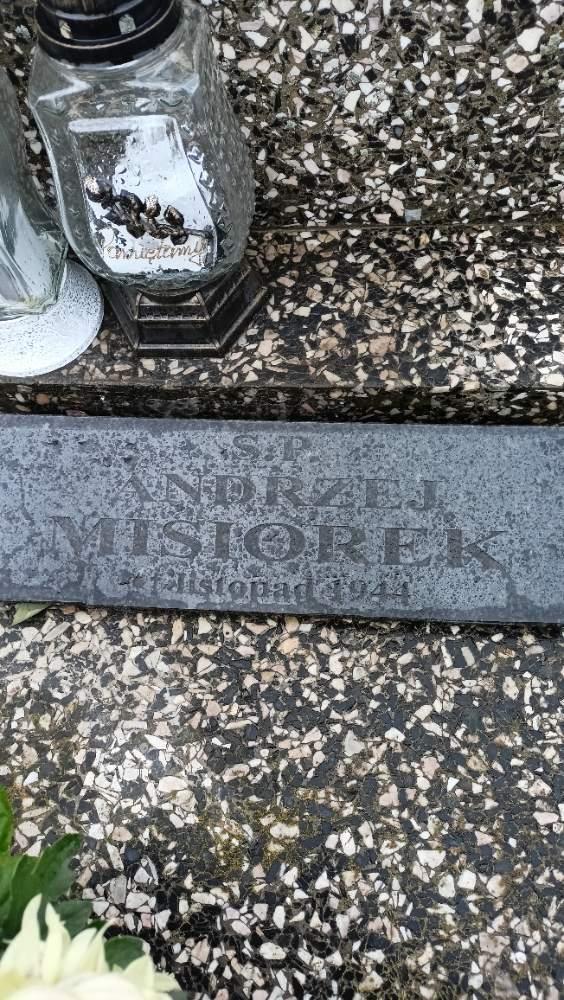 Pamiętamy
Ś.P.
ANDRZEJ
MISIOREK
listopad 1944